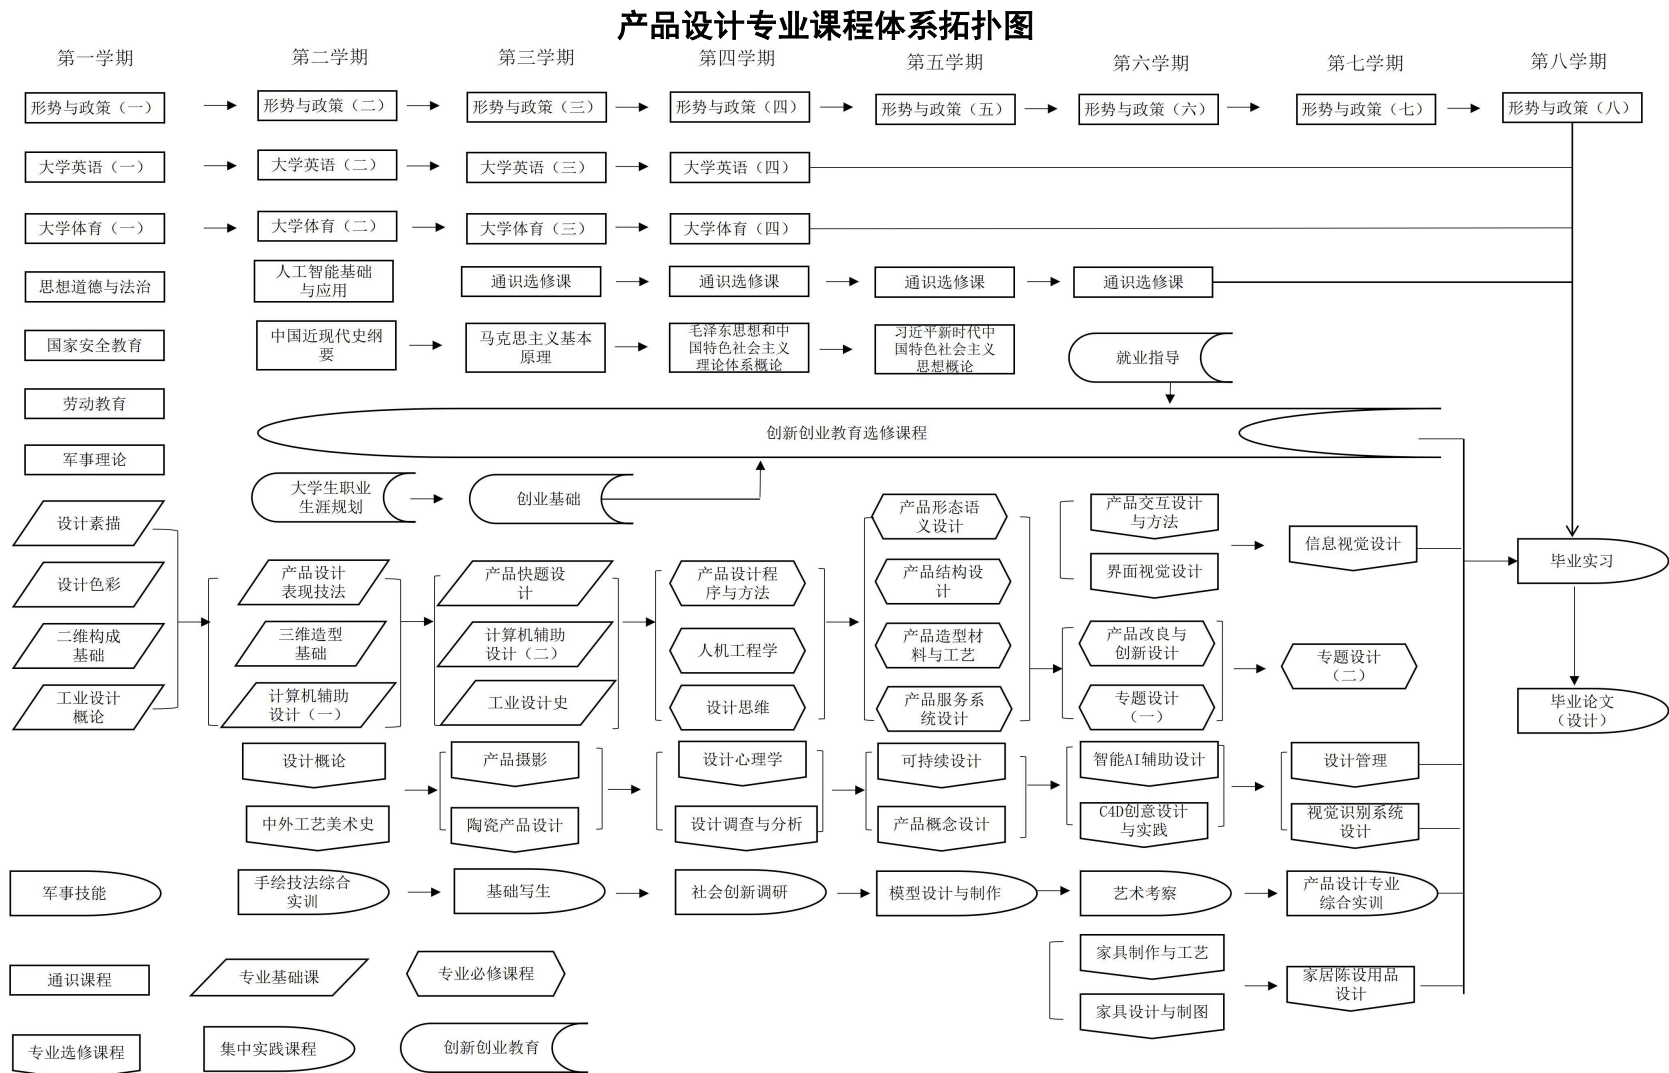 产品设计专业课程体系拓扑图
第一学期
第二学期
第三学期
第四学期
第五学期
第六学期
第七学期
第八学期
形势与政策（一）
形势与政策（二）
形势与政策（三）
形势与政策（四）
形势与政策（五）
形势与政策（六）
形势与政策（七）
形势与政策（八）
大学英语（一）
大学英语（二）
大学英语（三）
大学英语（四）
大学体育（一）
大学体育（二）
大学体育（三）
大学体育（四）
思想道德与法治
人工智能基础
与应用
通识选修课
通识选修课
通识选修课
通识选修课
国家安全教育
中国近现代史纲
要
马克思主义基本
原理
毛泽东思想和中
国特色社会主义
理论体系概论
习近平新时代中
国特色社会主义
思想概论
就业指导
劳动教育
创新创业教育选修课程
军事理论
大学生职业
生涯规划
创业基础
设计素描
设计色彩
二维构成
基础
工业设计
概论
产品设计
表现技法
三维造型
基础
计算机辅助
设计（一）
产品快题设
计
计算机辅助
设计（二）
工业设计史
产品设计程
序与方法
人机工程学
设计思维
产品形态语
义设计
产品结构设
计
产品造型材
料与工艺
产品服务系
统设计
产品交互设计
与方法
界面视觉设计
产品改良与
创新设计
专题设计
（一）
信息视觉设计
专题设计
（二）
毕业实习
毕业论文
（设计）
设计概论
中外工艺美术史
产品摄影
陶瓷产品设计
设计心理学
设计调查与分析
可持续设计
产品概念设计
智能AI辅助设计
C4D创意设计
与实践
设计管理
视觉识别系统
设计
军事技能
手绘技法综合
实训
基础写生
社会创新调研
模型设计与制作
艺术考察
产品设计专业
综合实训
家具制作与工艺
家具设计与制图
家居陈设用品
设计
通识课程
专业基础课
专业必修课程
专业选修课程
集中实践课程
创新创业教育